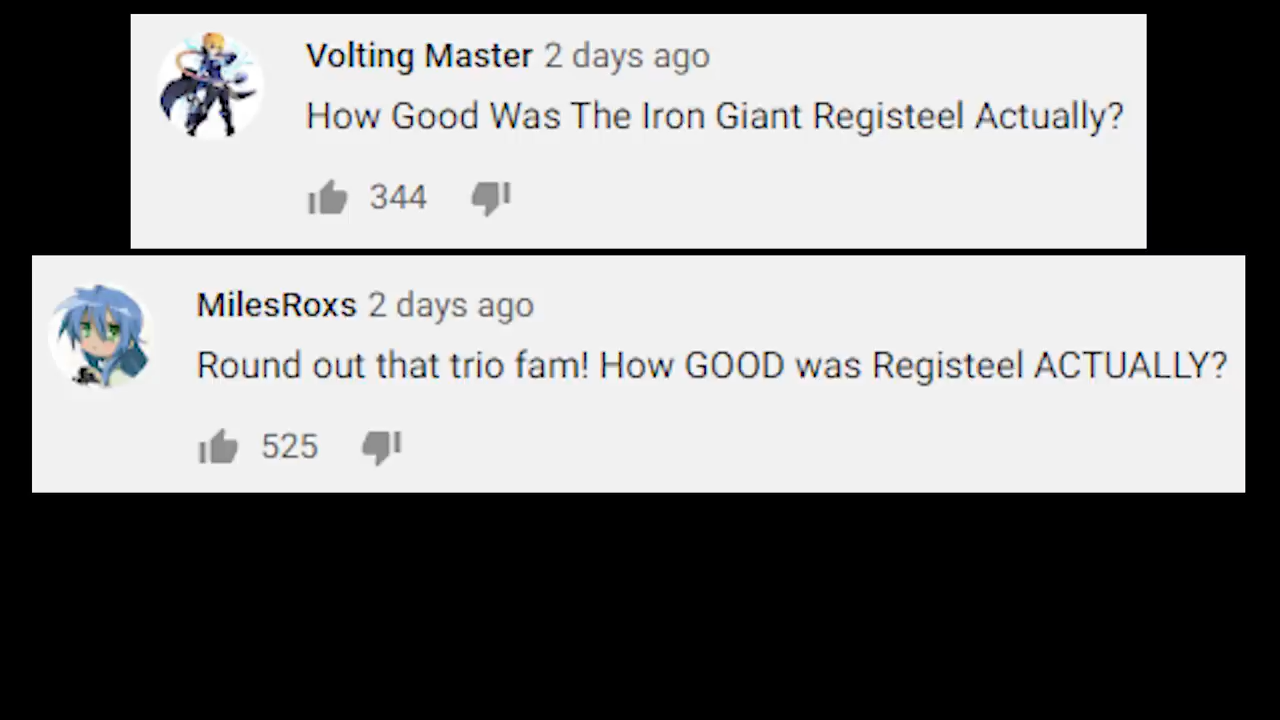 Volting Master 2 days ago
How Good Was The Iron Giant Registeel Actually?
344
MilesRoxs 2 days ago
Round out that trio fam! How GOOD was Registeel ACTUALLY?
525